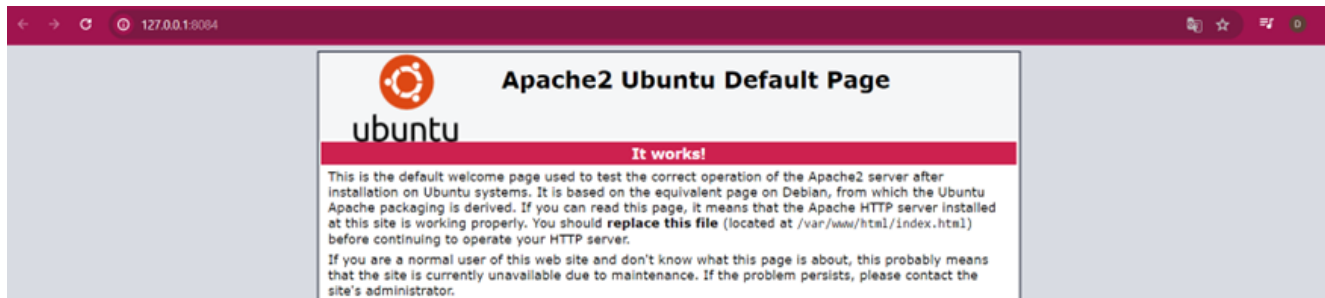 127.0.0.1:8084
D
Apache2 Ubuntu Default Page
ubuntu
It works!
This is the default welcome page used to test the correct operation of the Apache2 server after
installation on Ubuntu systems. It is based on the equivalent page on Debian, from which the Ubuntu
Apache packaging is derived. If you can read this page, it means that the Apache HTTP server installed
at this site is working properly. You should replace this file (located at /var/www/html/index.html)
before continuing to operate your HTTP server.
If you are a normal user of this web site and don't know what this page is about, this probably means
that the site is currently unavailable due to maintenance. If the problem persists, please contact the
site's administrator.